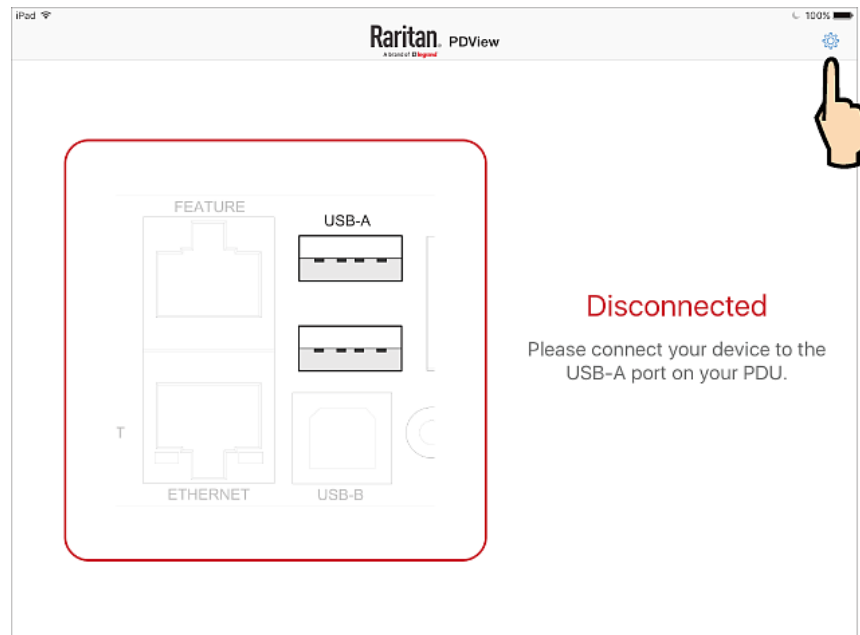 iPad
100%
Raritan. PDView
A brand of legrand
FEATURE
USB-A
Disconnected
Please connect your device to the
USB-A port on your PDU.
T
ETHERNET
USB-B